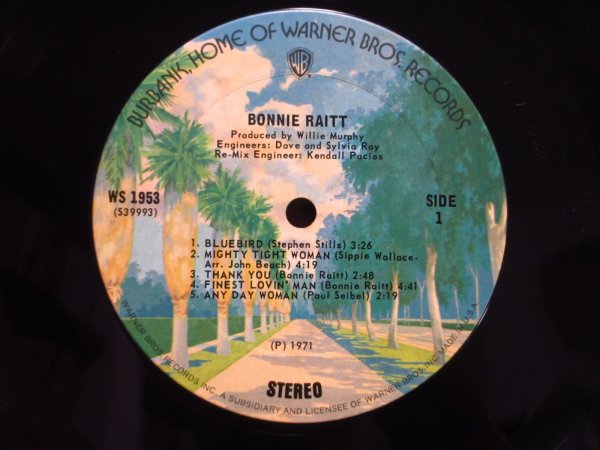 BURBANK, HOME OF WARNER BROS. RECORDS
WB
BONNIE RAITT
Produced by Willie Murphy
Engineers: Dave and Sylvia Ray
Re-Mix Engineer: Kendall Pacios
WS 1953
(S39993)
SIDE
1
1. BLUEBIRD (Stephen Stills) 3:26
2. MIGHTY TIGHT WOMAN (Sippie Wallace-
Arr. John Beach) 4:19
3. THANK YOU (Bonnie Raitt) 2:48
4. FINEST LOVIN' MAN (Bonnie Raitt) 4:41
5. ANY DAY WOMAN (Paul Seibel) 2:19
(P) 1971
STEREO
WARNER BROS. RECORDS INC. A SUBSIDIARY AND LICENSEE OF WARNER BROS. INC. MADE IN U.S.A.